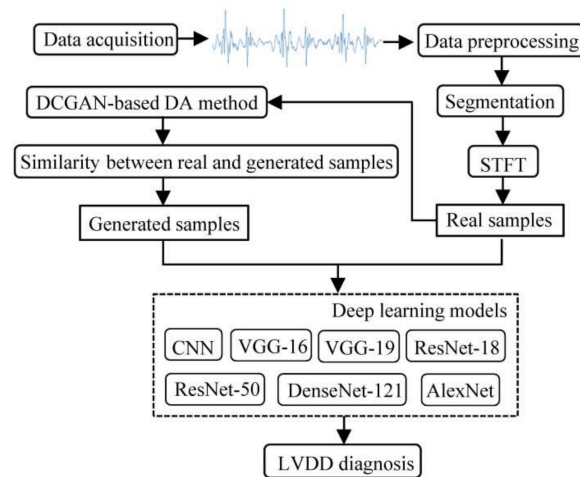 Data acquisition
Data preprocessing
DCGAN-based DA method
Segmentation
Similarity between real and generated samples
STFT
Generated samples
Real samples
Deep learning models
CNN
VGG-16
VGG-19
ResNet-18
ResNet-50
DenseNet-121
AlexNet
LVDD diagnosis